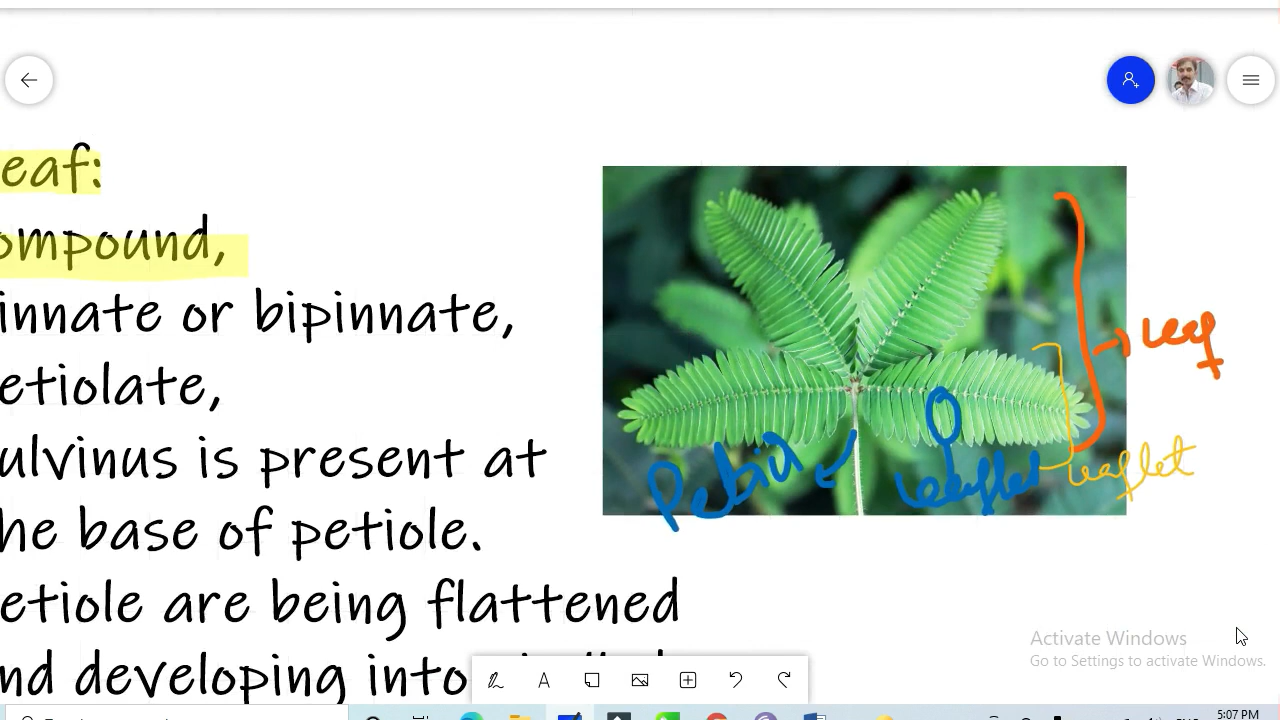 eaf:
ompound,
innate or bipinnate,
etiolate,
ulvinus is present at
he base of petiole.
etiole are being flattened
nd developing into
leaf
leaflet
leaflet
Activate Windows
Go to Settings to activate Windows.
5:07 PM